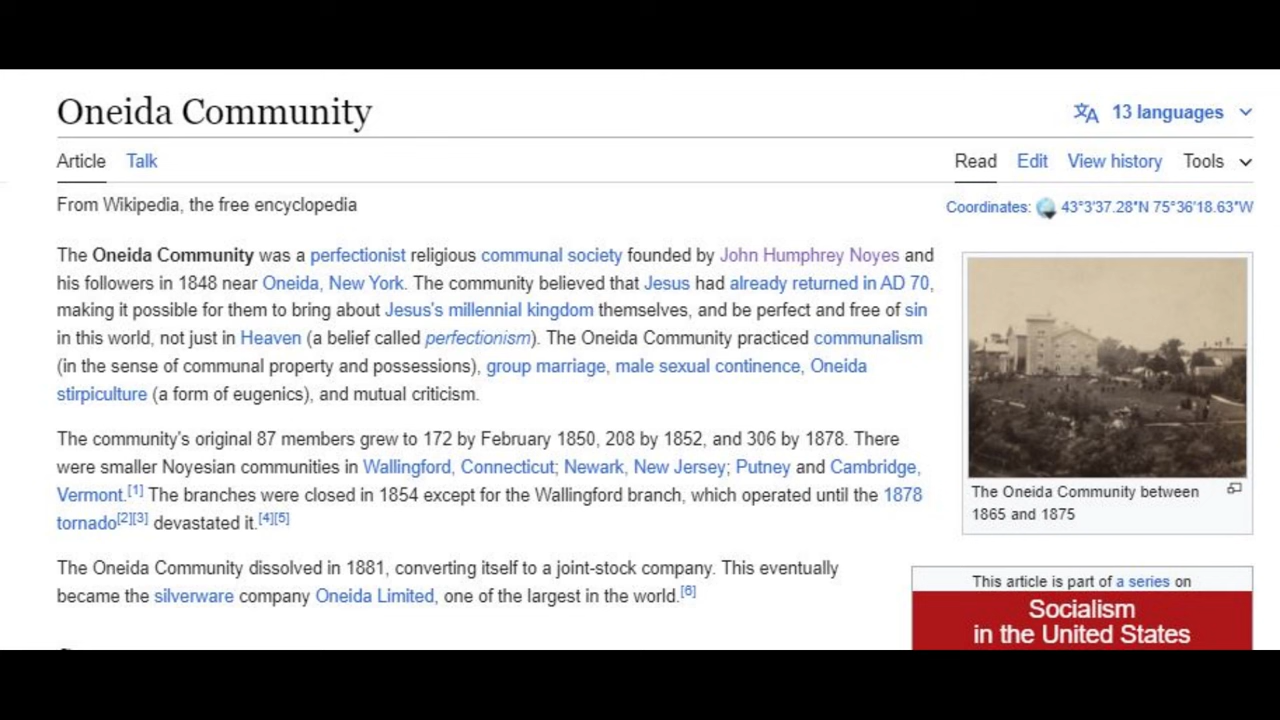 Oneida Community
13 languages
Article Talk
Read Edit View history Tools
From Wikipedia, the free encyclopedia
Coordinates: 43°3′37.28″N 75°36′18.63″W
The Oneida Community was a perfectionist religious communal society founded by John Humphrey Noyes and
his followers in 1848 near Oneida, New York. The community believed that Jesus had already returned in AD 70,
making it possible for them to bring about Jesus's millennial kingdom themselves, and be perfect and free of sin
in this world, not just in Heaven (a belief called perfectionism). The Oneida Community practiced communalism
(in the sense of communal property and possessions), group marriage, male sexual continence, Oneida
stirpiculture (a form of eugenics), and mutual criticism.
The community's original 87 members grew to 172 by February 1850, 208 by 1852, and 306 by 1878. There
were smaller Noyesian communities in Wallingford, Connecticut; Newark, New Jersey; Putney and Cambridge,
Vermont.[1] The branches were closed in 1854 except for the Wallingford branch, which operated until the 1878
tornado[2][3] devastated it.[4][5]
The Oneida Community dissolved in 1881, converting itself to a joint-stock company. This eventually
became the silverware company Oneida Limited, one of the largest in the world.[6]
The Oneida Community between
1865 and 1875
This article is part of a series on
Socialism
in the United States